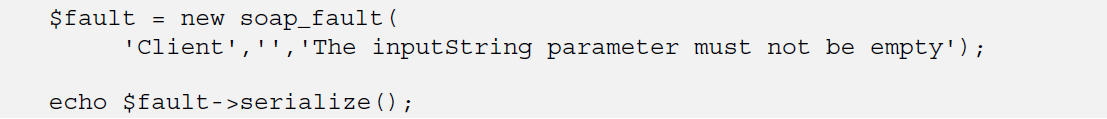 $fault = new soap_fault(
'Client','','The inputString parameter must not be empty');
echo $fault->serialize();